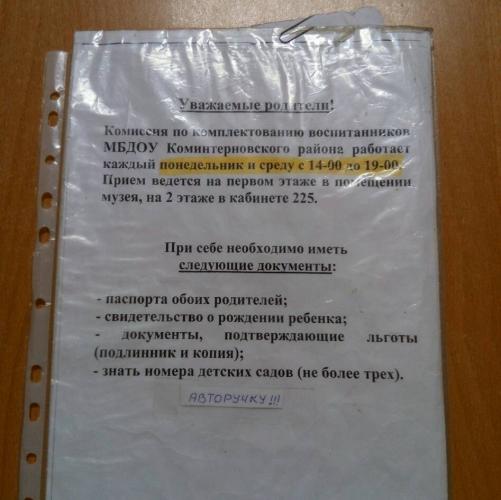 Уважаемые родители!
Комиссия по комплектованию воспитанников
МБДОУ Коминтерновского района работает
каждый понедельник и среду с 14-00 до 19-00.
Прием ведется на первом этаже в помещении
музея, на 2 этаже в кабинете 225.
При себе необходимо иметь
следующие документы:
- паспорта обоих родителей;
- свидетельство о рождении ребенка;
- документы, подтверждающие льготы
(подлинник и копия);
- знать номера детских садов (не более трех).
АВТОРУЧКУ!!!